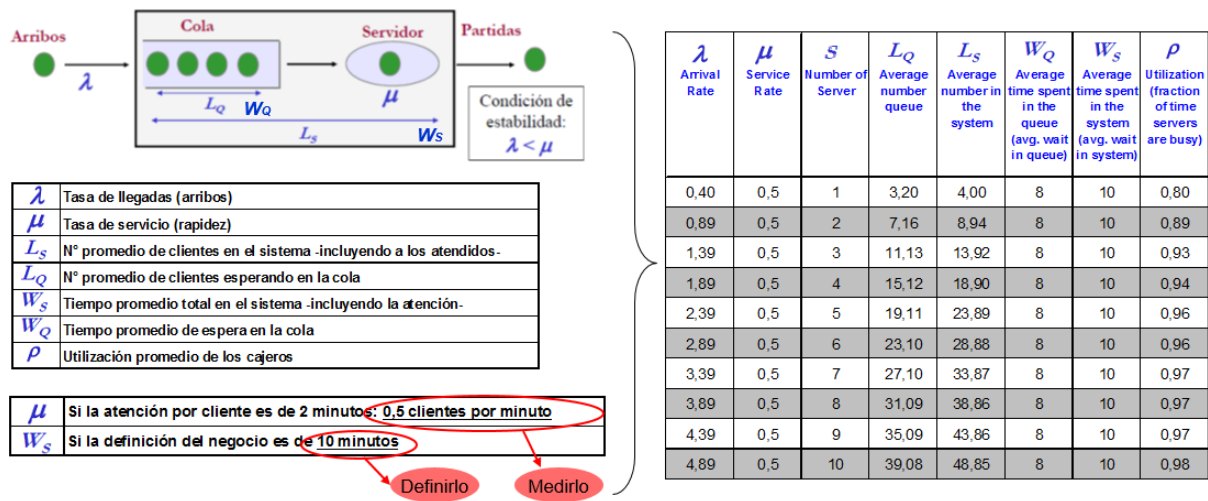 Arribos
λ
Cola
L_Q
W_Q
L_S
W_S
Servidor
μ
Partidas
Condición de
estabilidad:
λ < μ
λ Tasa de llegadas (arribos)
μ Tasa de servicio (rapidez)
L_S N° promedio de clientes en el sistema -incluyendo a los atendidos-
L_Q N° promedio de clientes esperando en la cola
W_S Tiempo promedio total en el sistema -incluyendo la atención-
W_Q Tiempo promedio de espera en la cola
ρ Utilización promedio de los cajeros
μ Si la atención por cliente es de 2 minutos: 0,5 clientes por minuto
W_S Si la definición del negocio es de 10 minutos
Definirlo
Medirlo
λ μ S L_Q L_S W_Q W_S ρ
Arrival Service Number of Average Average Average Average Utilization
Rate Rate Server number number in time spent time spent (fraction
queue the in the in the of time
system queue system servers
(avg. wait (avg. wait are busy)
in queue) in system)
0,40 0,5 1 3,20 4,00 8 10 0,80
0,89 0,5 2 7,16 8,94 8 10 0,89
1,39 0,5 3 11,13 13,92 8 10 0,93
1,89 0,5 4 15,12 18,90 8 10 0,94
2,39 0,5 5 19,11 23,89 8 10 0,96
2,89 0,5 6 23,10 28,88 8 10 0,96
3,39 0,5 7 27,10 33,87 8 10 0,97
3,89 0,5 8 31,09 38,86 8 10 0,97
4,39 0,5 9 35,09 43,86 8 10 0,97
4,89 0,5 10 39,08 48,85 8 10 0,98